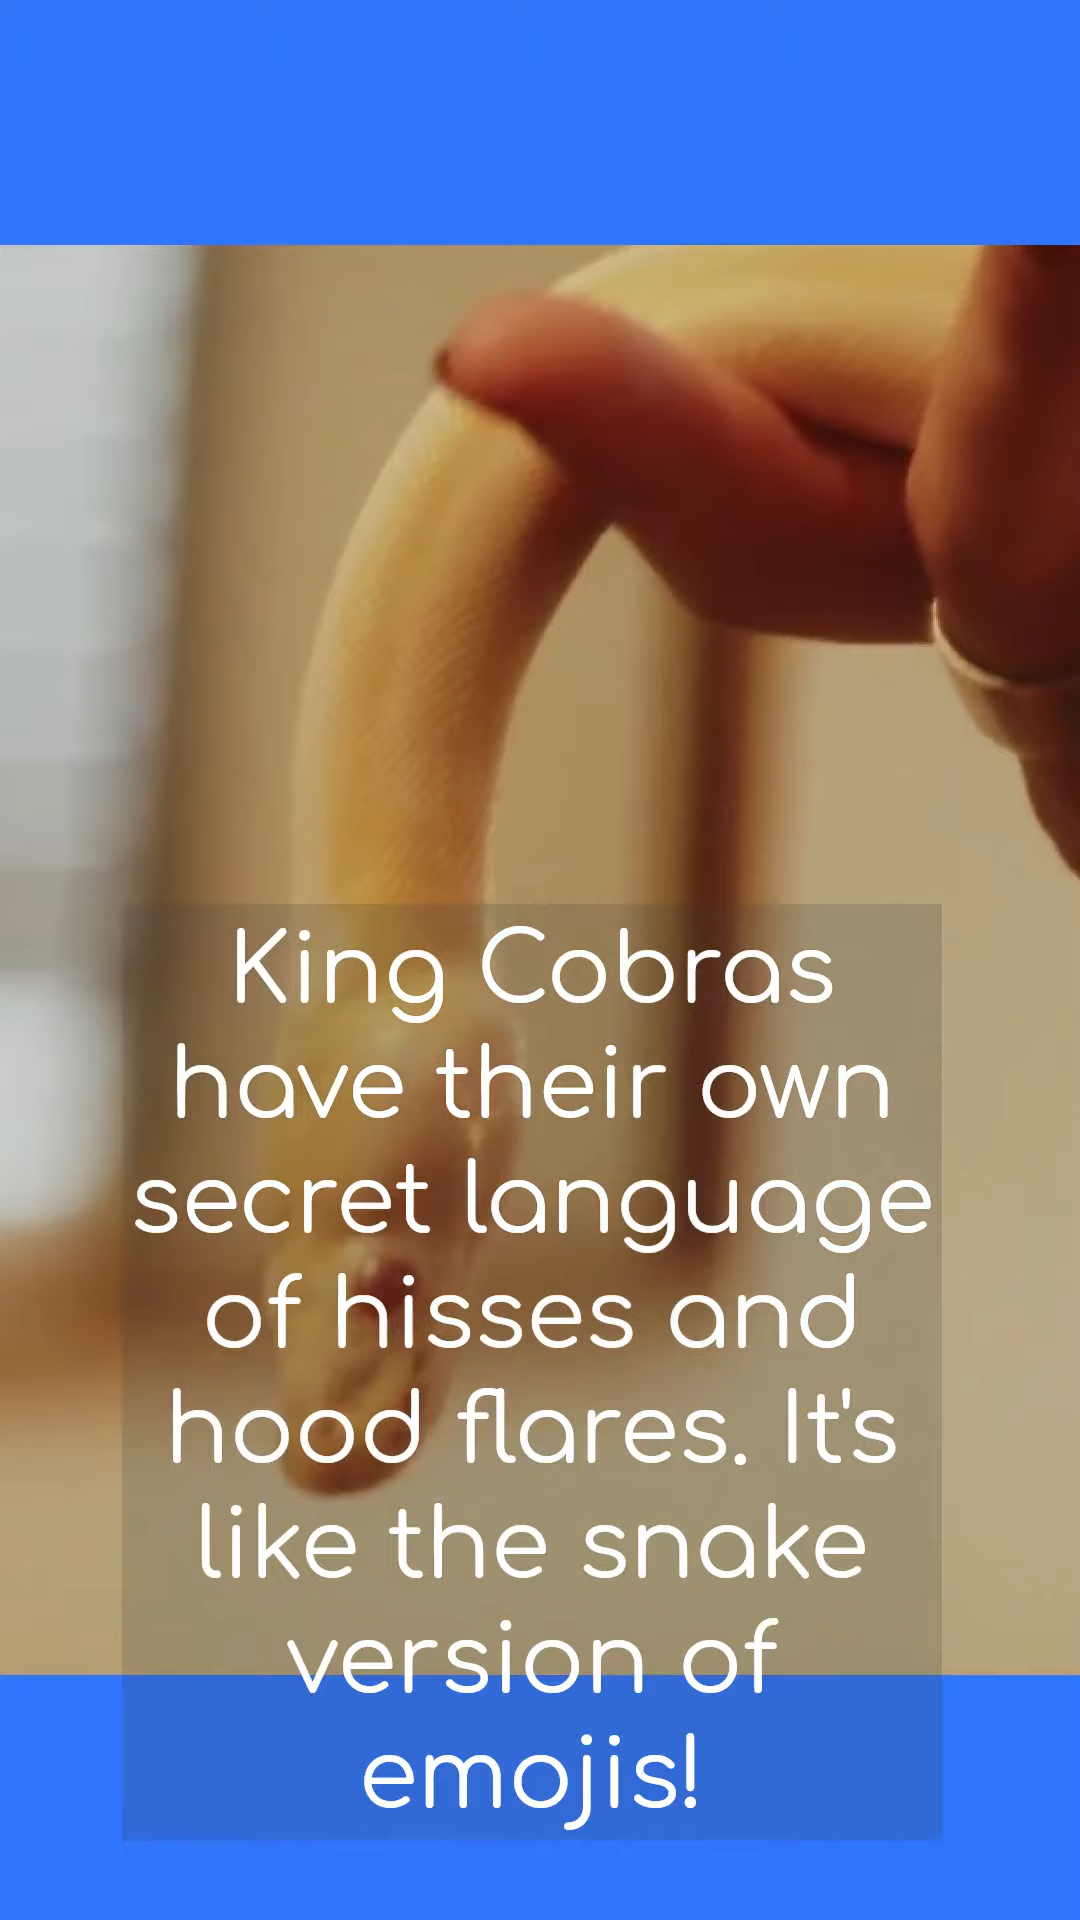 King Cobras
have their own
secret language
of hisses and
hood flares. It's
like the snake
version of
emojis!